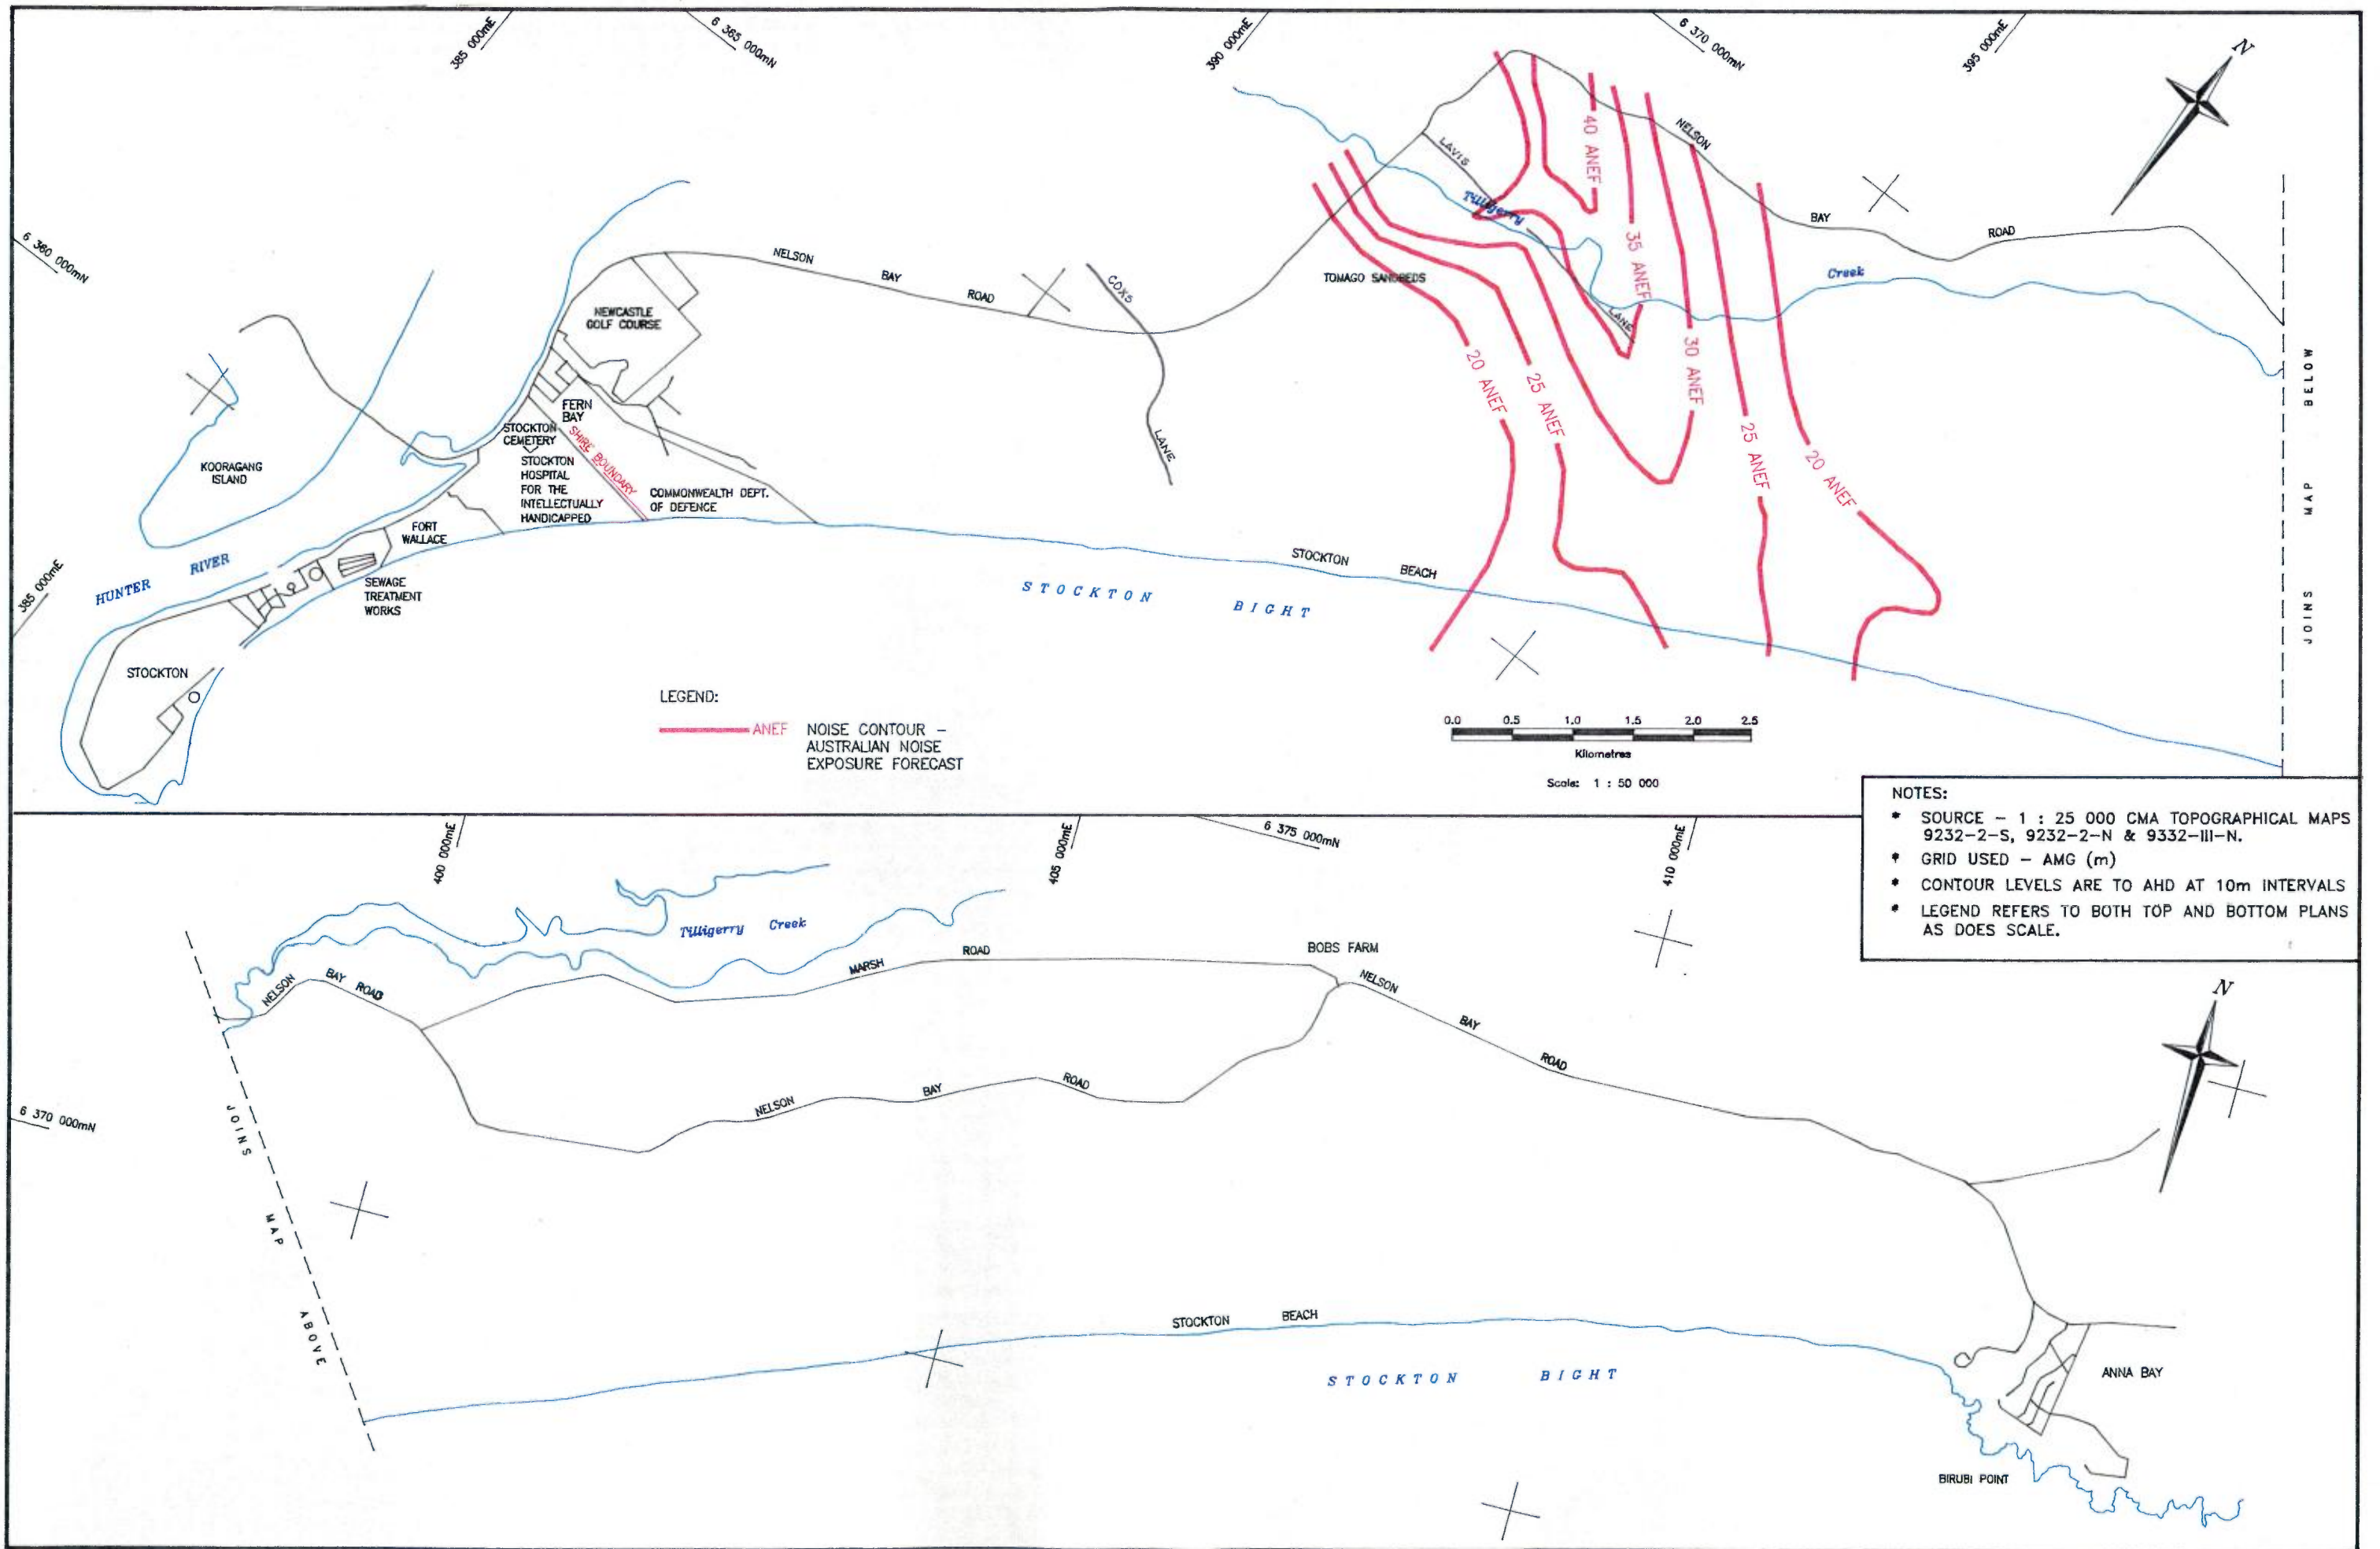 385 000mE
6 365 000mN
390 000mE
6 370 000mN
395 000mE
N
6 360 000mN
385 000mE
KOORAGANG
ISLAND
HUNTER RIVER
STOCKTON
SEWAGE
TREATMENT
WORKS
FORT
WALLACE
NEWCASTLE
GOLF COURSE
FERN
BAY
STOCKTON
CEMETERY
STOCKTON
HOSPITAL
FOR THE
INTELLECTUALLY
HANDICAPPED
SHIRE BOUNDARY
COMMONWEALTH DEPT.
OF DEFENCE
NELSON BAY ROAD
COXS LANE
TOMAGO SANDBEDS
LAVIS LANE
Tilligerry Creek
NELSON BAY ROAD
40 ANEF
35 ANEF
30 ANEF
25 ANEF
20 ANEF
20 ANEF
25 ANEF
STOCKTON BEACH
STOCKTON BIGHT
JOINS MAP BELOW
LEGEND:
ANEF NOISE CONTOUR –
AUSTRALIAN NOISE
EXPOSURE FORECAST
0.0 0.5 1.0 1.5 2.0 2.5
Kilometres
Scale: 1 : 50 000
NOTES:
* SOURCE – 1 : 25 000 CMA TOPOGRAPHICAL MAPS
9232-2-S, 9232-2-N & 9332-III-N.
* GRID USED – AMG (m)
* CONTOUR LEVELS ARE TO AHD AT 10m INTERVALS
* LEGEND REFERS TO BOTH TOP AND BOTTOM PLANS
AS DOES SCALE.
400 000mE
405 000mE
6 375 000mN
410 000mE
N
6 370 000mN
JOINS MAP ABOVE
Tilligerry Creek
NELSON BAY ROAD
MARSH ROAD
BOBS FARM
NELSON BAY ROAD
NELSON BAY ROAD
STOCKTON BEACH
STOCKTON BIGHT
ANNA BAY
BIRUBI POINT